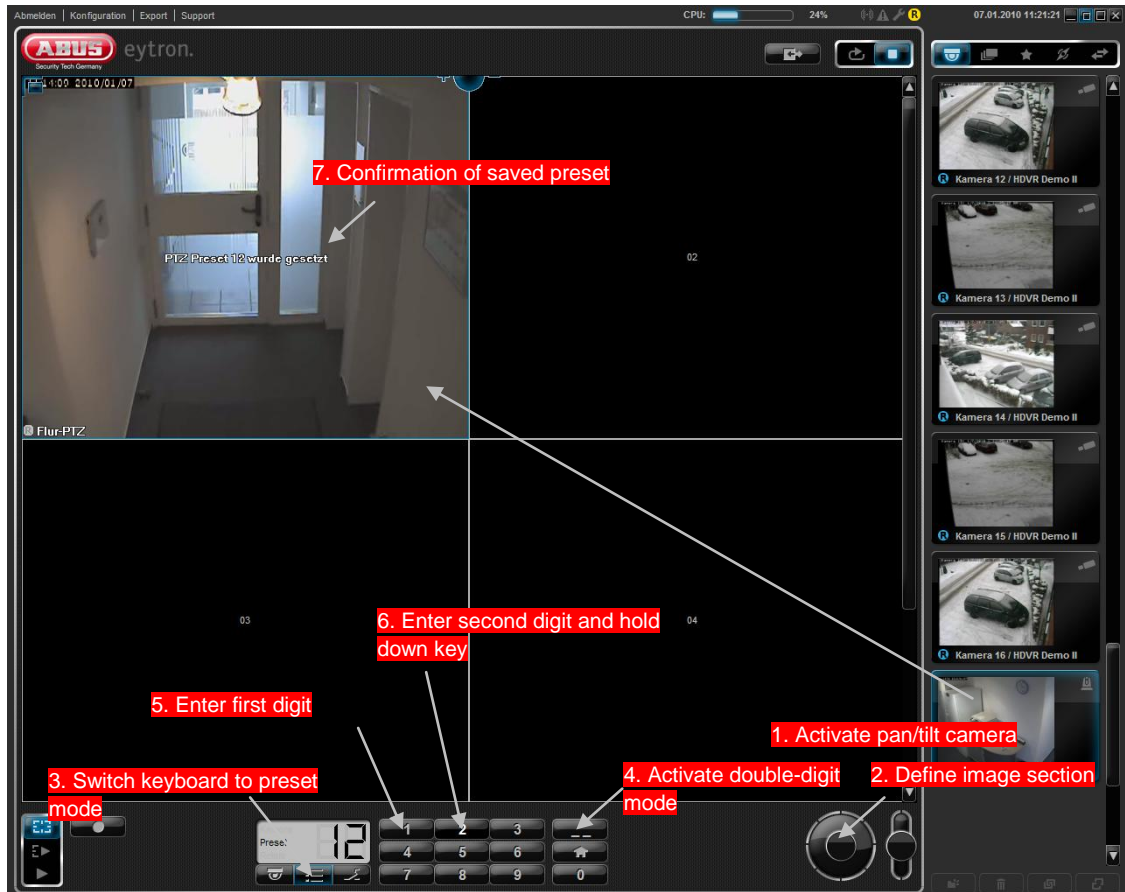 Abmelden | Konfiguration | Export | Support
CPU: 24%
R
07.01.2010 11:21:21
ABUS
Security Tech Germany
eytron.
14:09 2010/01/07
7. Confirmation of saved preset
PTZ Preset 12 wurde gesetzt
R Flur-PTZ
02
03
04
R Kamera 12 / HDVR Demo II
R Kamera 13 / HDVR Demo II
R Kamera 14 / HDVR Demo II
R Kamera 15 / HDVR Demo II
R Kamera 16 / HDVR Demo II
6. Enter second digit and hold
down key
5. Enter first digit
1. Activate pan/tilt camera
3. Switch keyboard to preset
mode
4. Activate double-digit
mode
2. Define image section
Preset
12
1 2 3 _ _
4 5 6
7 8 9 0